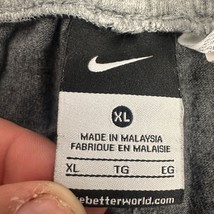 XL
MADE IN MALAYSIA
FABRIQUE EN MALAISIE
XL TG EG
ebetterworld.com